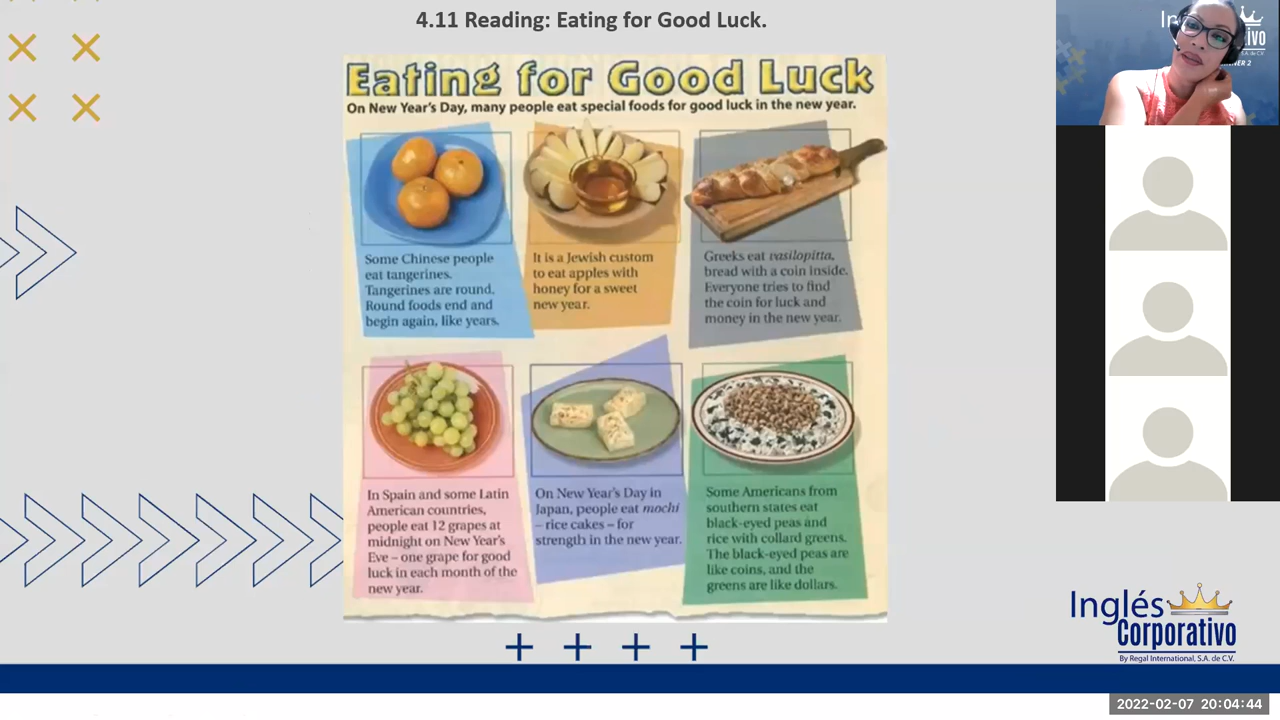 4.11 Reading: Eating for Good Luck.
Eating for Good Luck
On New Year's Day, many people eat special foods for good luck in the new year.
Some Chinese people
eat tangerines.
Tangerines are round.
Round foods end and
begin again, like years.
It is a Jewish custom
to eat apples with
honey for a sweet
new year.
Greeks eat vasilopitta,
bread with a coin inside.
Everyone tries to find
the coin for luck and
money in the new year.
In Spain and some Latin
American countries,
people eat 12 grapes at
midnight on New Year's
Eve – one grape for good
luck in each month of the
new year.
On New Year's Day in
Japan, people eat mochi
– rice cakes – for
strength in the new year.
Some Americans from
southern states eat
black-eyed peas and
rice with collard greens.
The black-eyed peas are
like coins, and the
greens are like dollars.
Inglés
Corporativo
By Regal International, S.A. de C.V.
2022-02-07 20:04:44